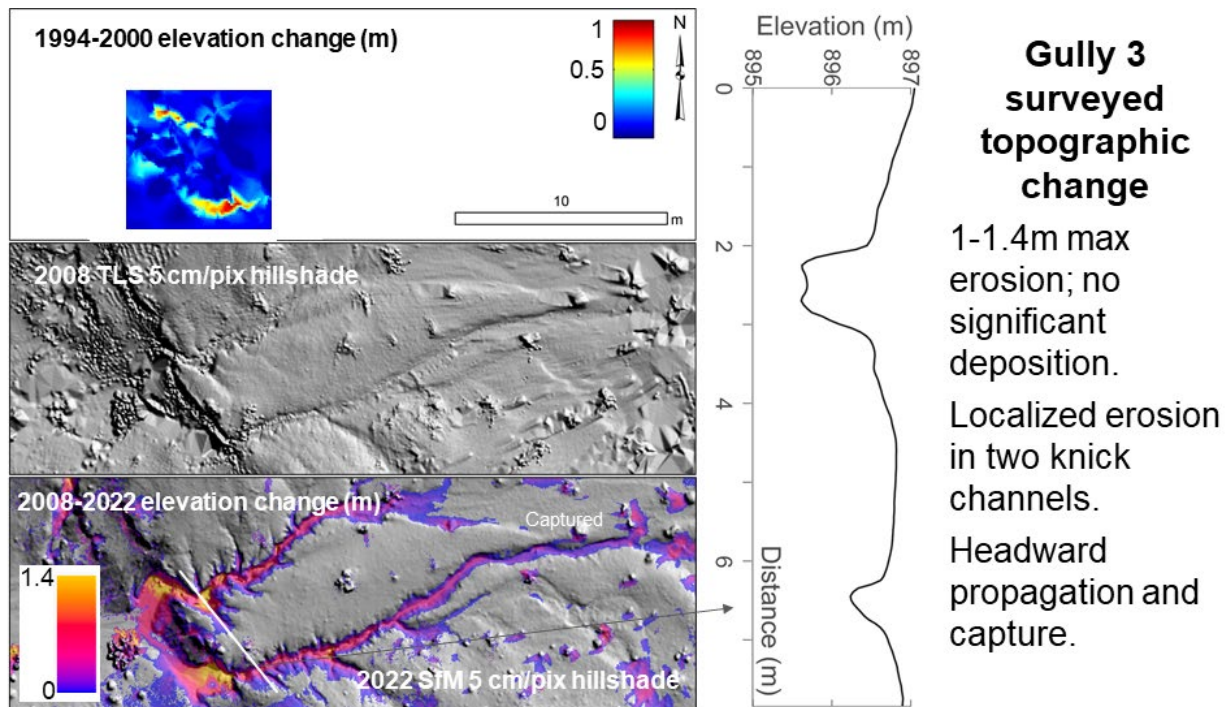 1994-2000 elevation change (m)
1
0.5
0
N
10
m
2008 TLS 5 cm/pix hillshade
2008-2022 elevation change (m)
Captured
1.4
0
2022 SfM 5 cm/pix hillshade
Elevation (m)
895
896
897
0
2
4
6
Distance (m)
Gully 3
surveyed
topographic
change
1-1.4m max
erosion; no
significant
deposition.
Localized erosion
in two knick
channels.
Headward
propagation and
capture.